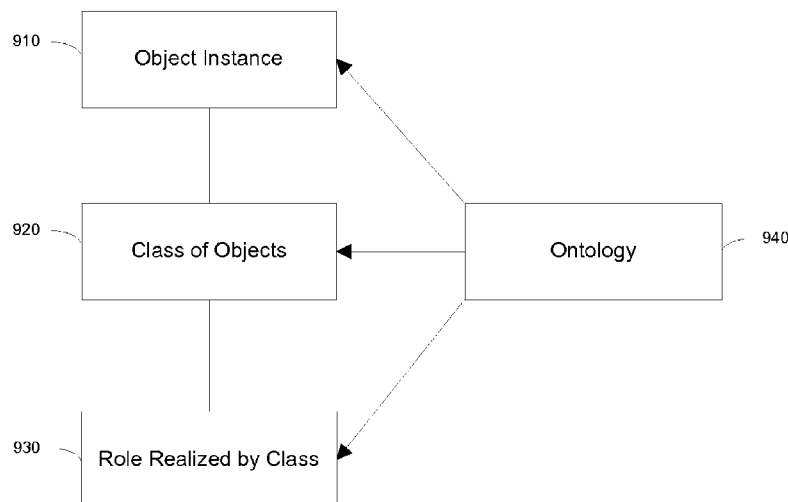 910
Object Instance
920
Class of Objects
Ontology
940
930
Role Realized by Class